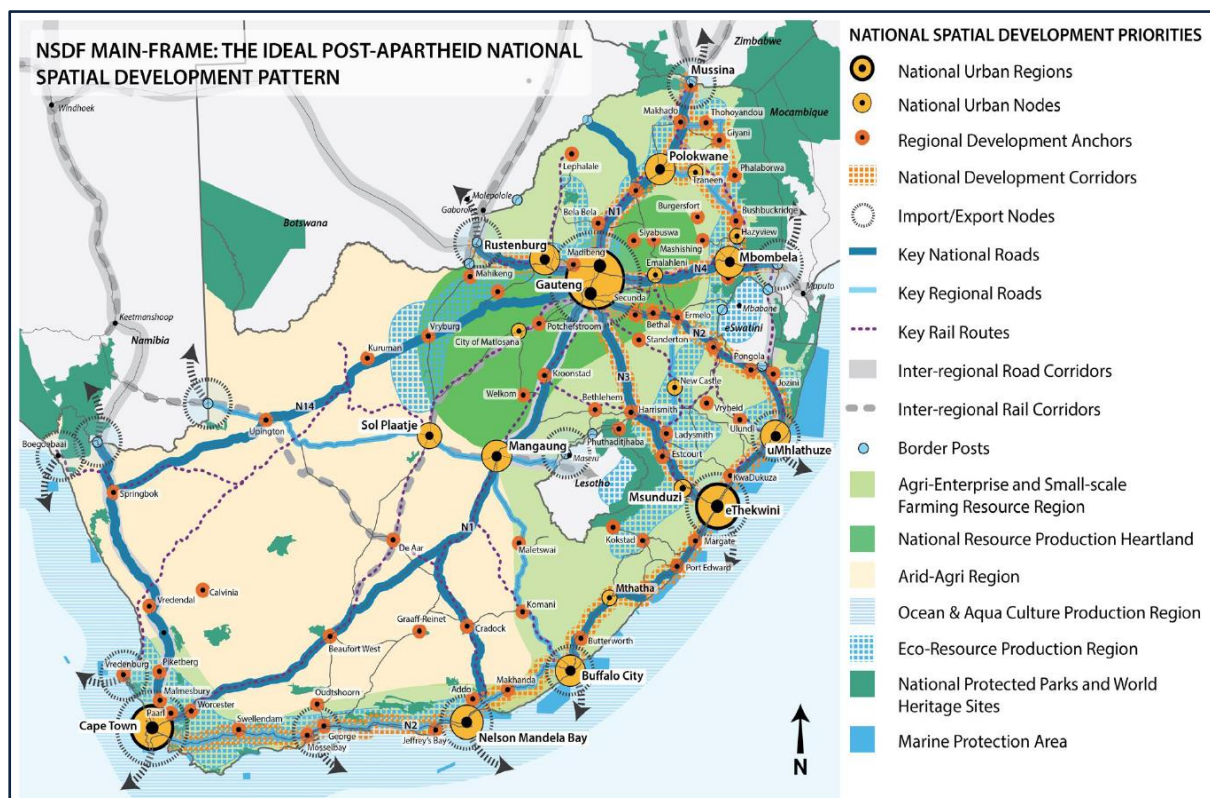 NSDF MAIN-FRAME: THE IDEAL POST-APARTHEID NATIONAL
SPATIAL DEVELOPMENT PATTERN
Zimbabwe
Mussina
Windhoek
Mocambique
Makhado
Thohoyandou
Giyani
Polokwane
Lephalale
Tzaneen
Phalaborwa
Molepolole
Gaborone
Botswana
N1
Bela Bela
Burgersfort
Bushbuckridge
Siyabuswa
Mashishing
Hazyview
Rustenburg
Madibeng
Emalahleni
Mbombela
N4
Mahikeng
Gauteng
Secunda
Maputo
Mbabane
Keetmanshoop
Namibia
Vryburg
Potchefstroom
City of Matlosana
Bethal
Ermelo
eSwatini
N2
Standerton
Kuruman
Pongola
Kroonstad
N3
New Castle
Jozini
N14
Welkom
Bethlehem
Harrismith
Vryheid
Upington
Sol Plaatje
Ulundi
Boegoebaai
Mangaung
Phuthaditjhaba
Ladysmith
uMhlathuze
Maseru
Estcourt
Springbok
Lesotho
Msunduzi
KwaDukuza
eThekwini
N1
De Aar
Maletswai
Kokstad
Margate
Port Edward
Calvinia
Mthatha
Vredendal
Komani
Graaff-Reinet
Cradock
Butterworth
Beaufort West
Vredenburg
Piketberg
Buffalo City
Malmesbury
Oudtshoorn
Addo
Makhanda
Worcester
Paarl
Cape Town
Swellendam
George
N2
Mosselbay
Jeffrey's Bay
Nelson Mandela Bay
N
NATIONAL SPATIAL DEVELOPMENT PRIORITIES
National Urban Regions
National Urban Nodes
Regional Development Anchors
National Development Corridors
Import/Export Nodes
Key National Roads
Key Regional Roads
Key Rail Routes
Inter-regional Road Corridors
Inter-regional Rail Corridors
Border Posts
Agri-Enterprise and Small-scale
Farming Resource Region
National Resource Production Heartland
Arid-Agri Region
Ocean & Aqua Culture Production Region
Eco-Resource Production Region
National Protected Parks and World
Heritage Sites
Marine Protection Area